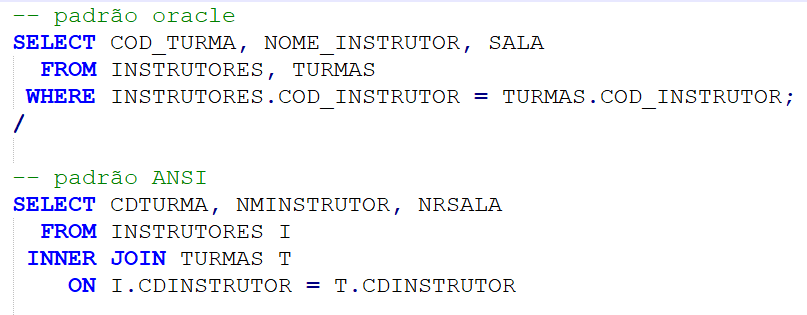 -- padrão oracle
SELECT COD_TURMA, NOME_INSTRUTOR, SALA
FROM INSTRUTORES, TURMAS
WHERE INSTRUTORES.COD_INSTRUTOR = TURMAS.COD_INSTRUTOR;
/
-- padrão ANSI
SELECT CDTURMA, NMINSTRUTOR, NRSALA
FROM INSTRUTORES I
INNER JOIN TURMAS T
ON I.CDINSTRUTOR = T.CDINSTRUTOR